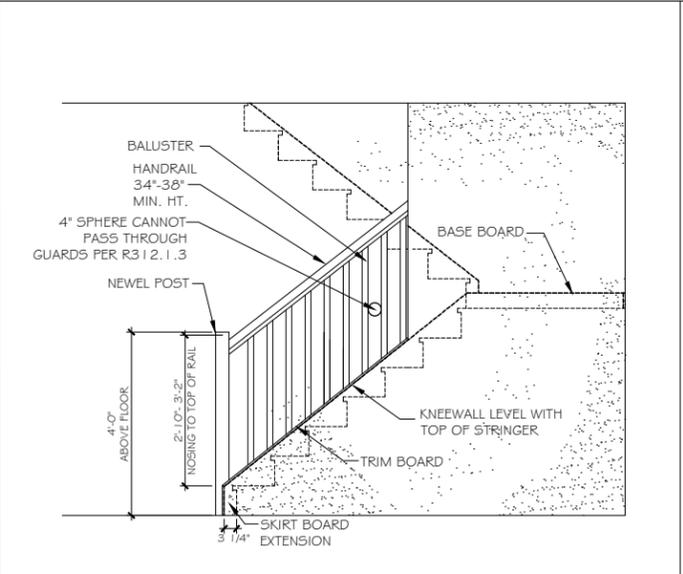 BALUSTER
HANDRAIL
34"-38"
MIN. HT.
4" SPHERE CANNOT
PASS THROUGH
GUARDS PER R312.1.3
NEWEL POST
BASE BOARD
4'-0"
ABOVE FLOOR
2'-10"- 3'-2"
NOSING TO TOP OF RAIL
KNEEWALL LEVEL WITH
TOP OF STRINGER
TRIM BOARD
SKIRT BOARD
EXTENSION
3 1/4"